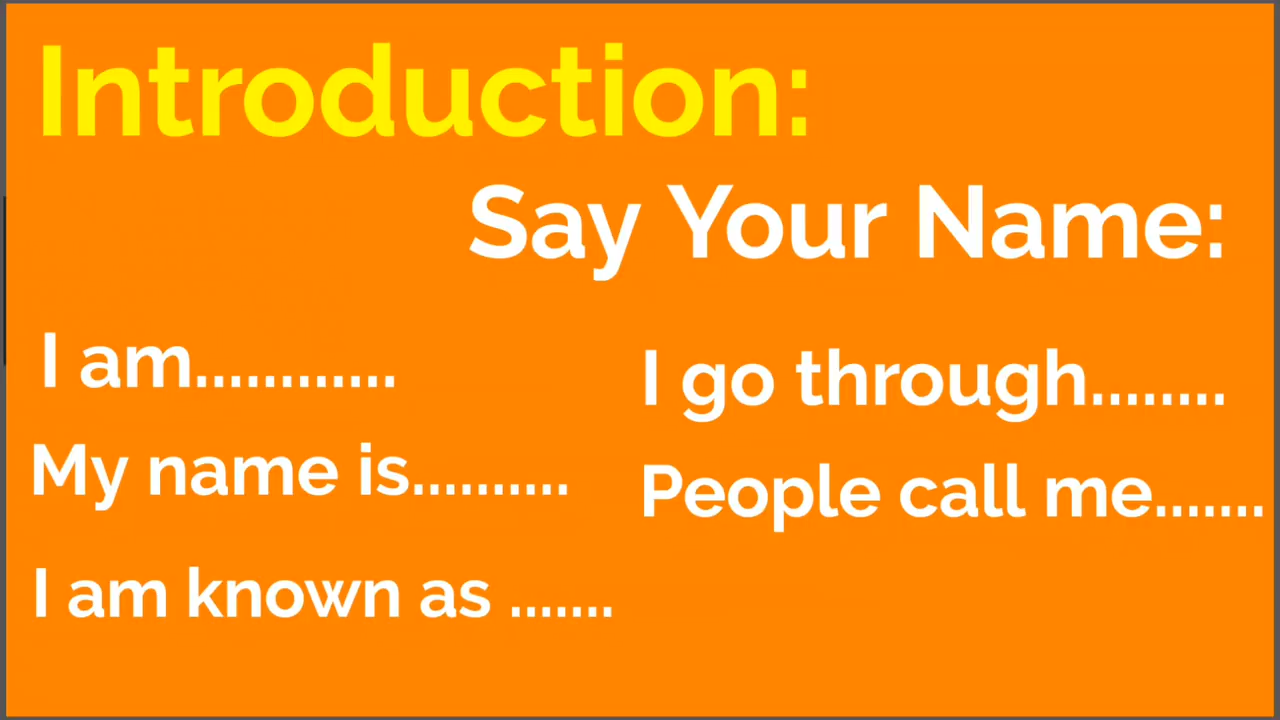 Introduction:
Say Your Name:
I am............
My name is..........
I am known as .......
I go through........
People call me.......